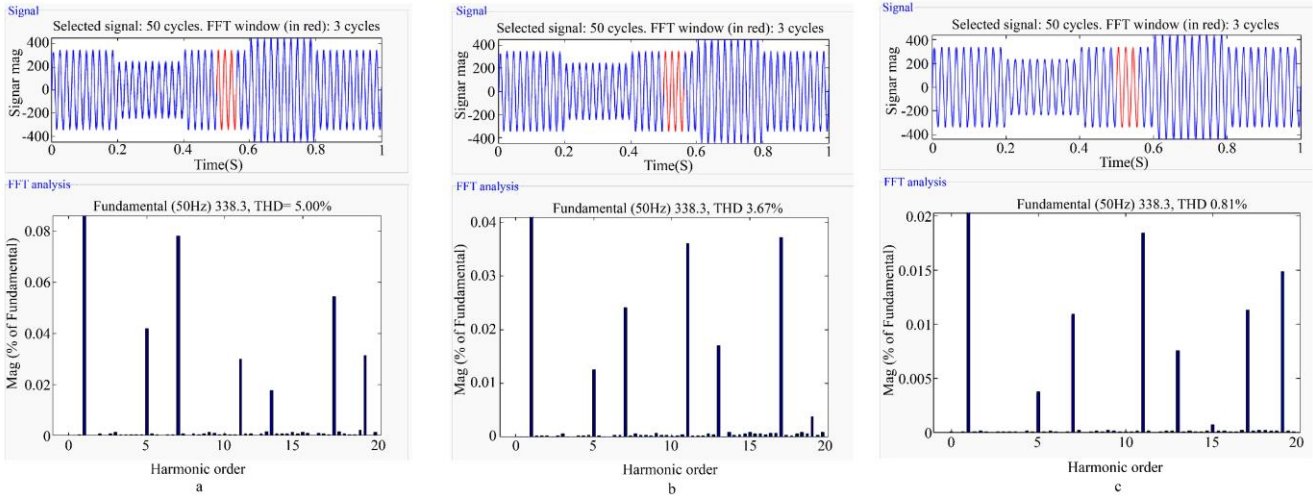 Signal
Selected signal: 50 cycles. FFT window (in red): 3 cycles
Signar mag
400
200
0
-200
-400
0 0.2 0.4 0.6 0.8 1
Time(S)
FFT analysis
Fundamental (50Hz) 338.3, THD= 5.00%
Mag (% of Fundamental)
0.08
0.06
0.04
0.02
0
0 5 10 15 20
Harmonic order
a
Signal
Selected signal: 50 cycles. FFT window (in red): 3 cycles
Signar mag
400
200
0
-200
-400
0 0.2 0.4 0.6 0.8 1
Time(S)
FFT analysis
Fundamental (50Hz) 338.3, THD 3.67%
Mag (% of Fundamental)
0.04
0.03
0.02
0.01
0
0 5 10 15 20
Harmonic order
b
Signal
Selected signal: 50 cycles. FFT window (in red): 3 cycles
Signar mag
400
200
0
-200
-400
0 0.2 0.4 0.6 0.8 1
Time(S)
FFT analysis
Fundamental (50Hz) 338.3, THD 0.81%
Mag (% of Fundamental)
0.02
0.015
0.01
0.005
0
0 5 10 15 20
Harmonic order
c